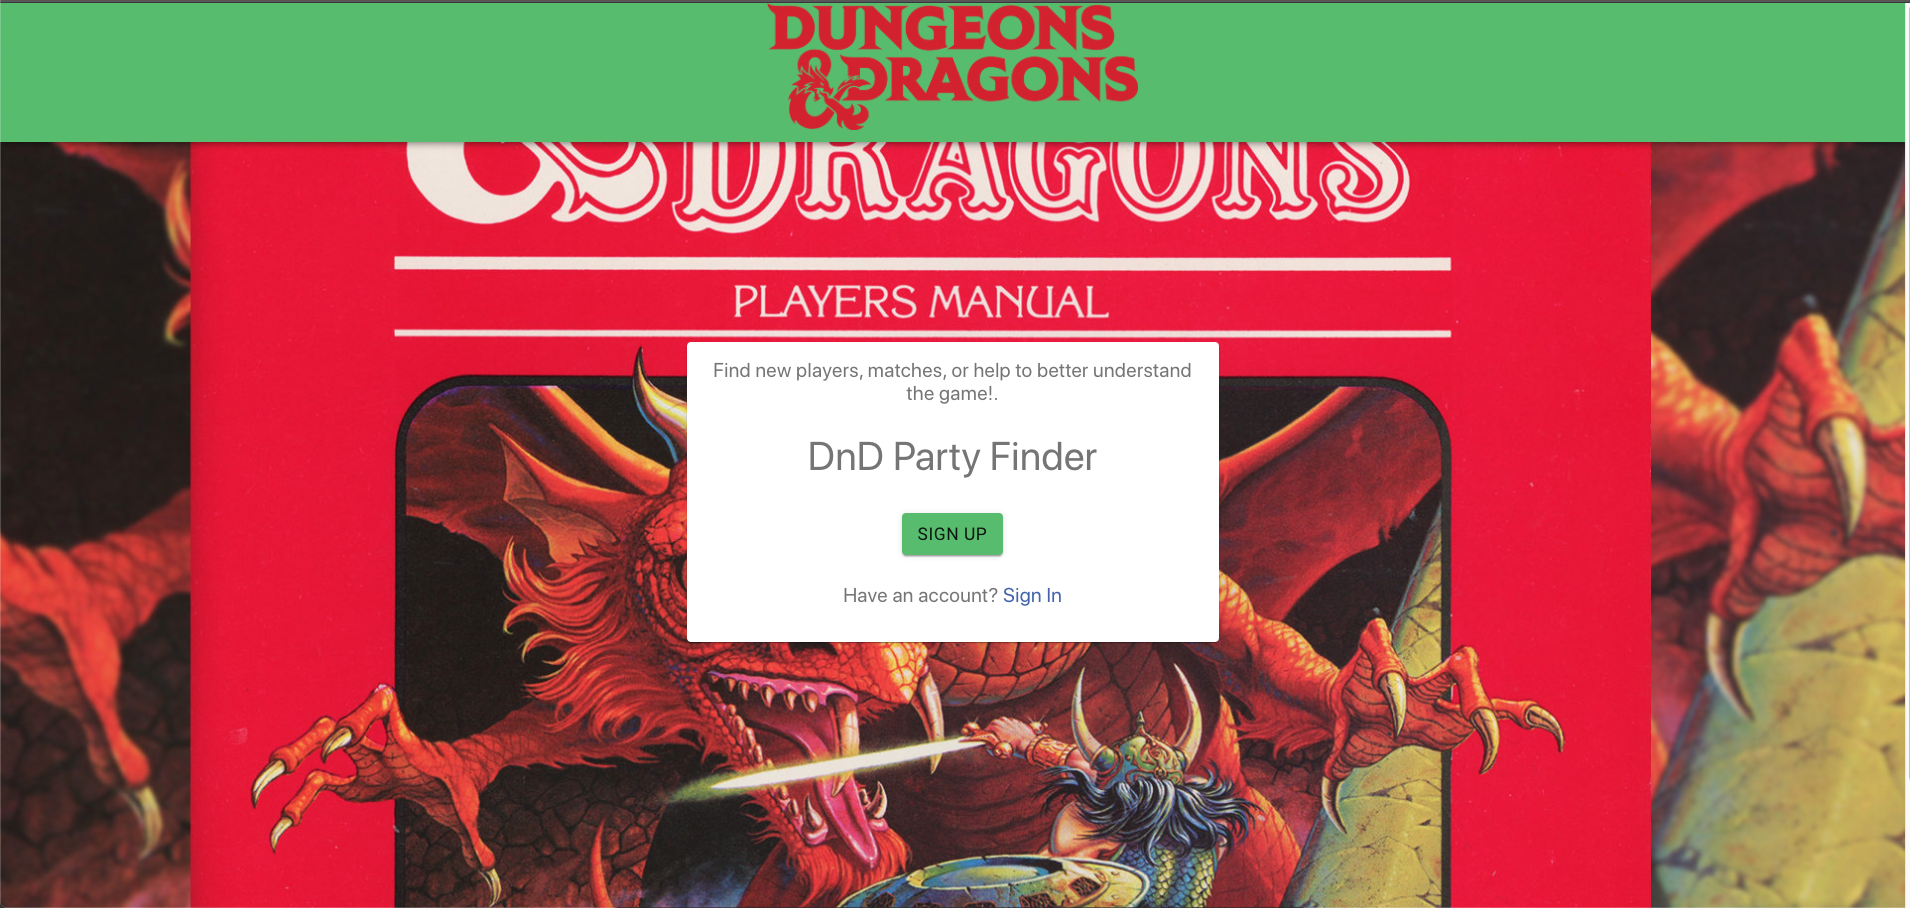 DUNGEONS
& DRAGONS
& DRAGONS
PLAYERS MANUAL
Find new players, matches, or help to better understand
the game!.
DnD Party Finder
SIGN UP
Have an account? Sign In